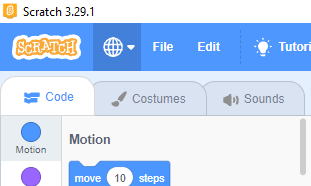 Scratch 3.29.1
SCRATCH File Edit Tutori
Code Costumes Sounds
Motion
Motion
move 10 steps